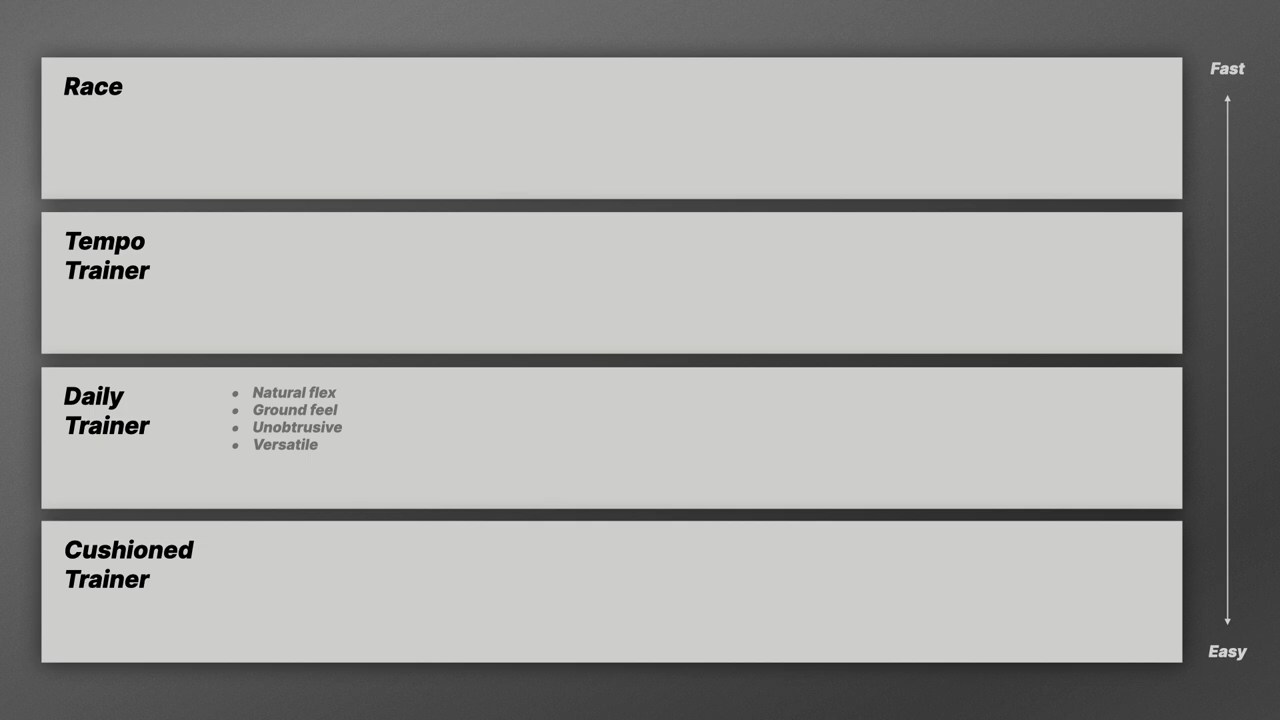 Race
Fast
Tempo
Trainer
Daily
Trainer
• Natural flex
• Ground feel
• Unobtrusive
• Versatile
Cushioned
Trainer
Easy